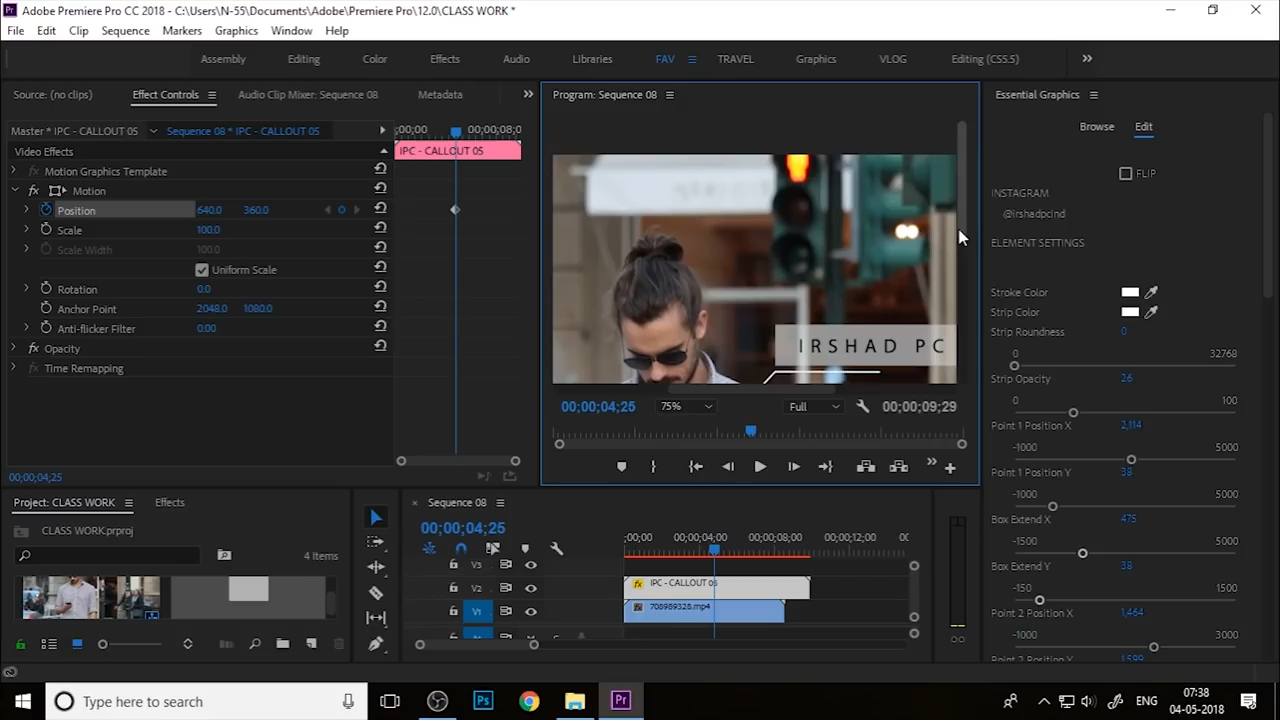 Adobe Premiere Pro CC 2018 - C:\Users\N-55\Documents\Adobe\Premiere Pro\12.0\CLASS WORK *
File Edit Clip Sequence Markers Graphics Window Help
Assembly Editing Color Effects Audio Libraries FAV TRAVEL Graphics VLOG Editing (CS5.5)
Source: (no clips) Effect Controls Audio Clip Mixer: Sequence 08 Metadata
Master * IPC - CALLOUT 05 Sequence 08 * IPC - CALLOUT 05
;00;00 00;00;08;0
Video Effects
IPC - CALLOUT 05
fx Motion Graphics Template
fx Motion
Position 640.0 360.0
Scale 100.0
Scale Width 100.0
Uniform Scale
Rotation 0.0
Anchor Point 2048.0 1080.0
Anti-flicker Filter 0.00
fx Opacity
Time Remapping
00;00;04;25
Program: Sequence 08
IRSHAD PC
00;00;04;25 75% Full 00;00;09;29
Essential Graphics
Browse Edit
FLIP
INSTAGRAM
@irshadpcind
ELEMENT SETTINGS
Stroke Color
Strip Color
Strip Roundness 0
0 32768
Strip Opacity 26
0 100
Point 1 Position X 2,114
-1000 5000
Point 1 Position Y 38
-1000 5000
Box Extend X 475
-1500 5000
Box Extend Y 38
-150 1500
Point 2 Position X 1,464
-1000 3000
Point 2 Position Y 1,599
Project: CLASS WORK Effects
CLASS WORK.prproj
4 Items
Sequence 08
00;00;04;25
;00;00 00;00;04;00 00;00;08;00 00;00;12;00 00
V3
V2 fx IPC - CALLOUT 05
V1 fx 708989328.mp4
Type here to search
Ps
Pr
ENG
07:38
04-05-2018